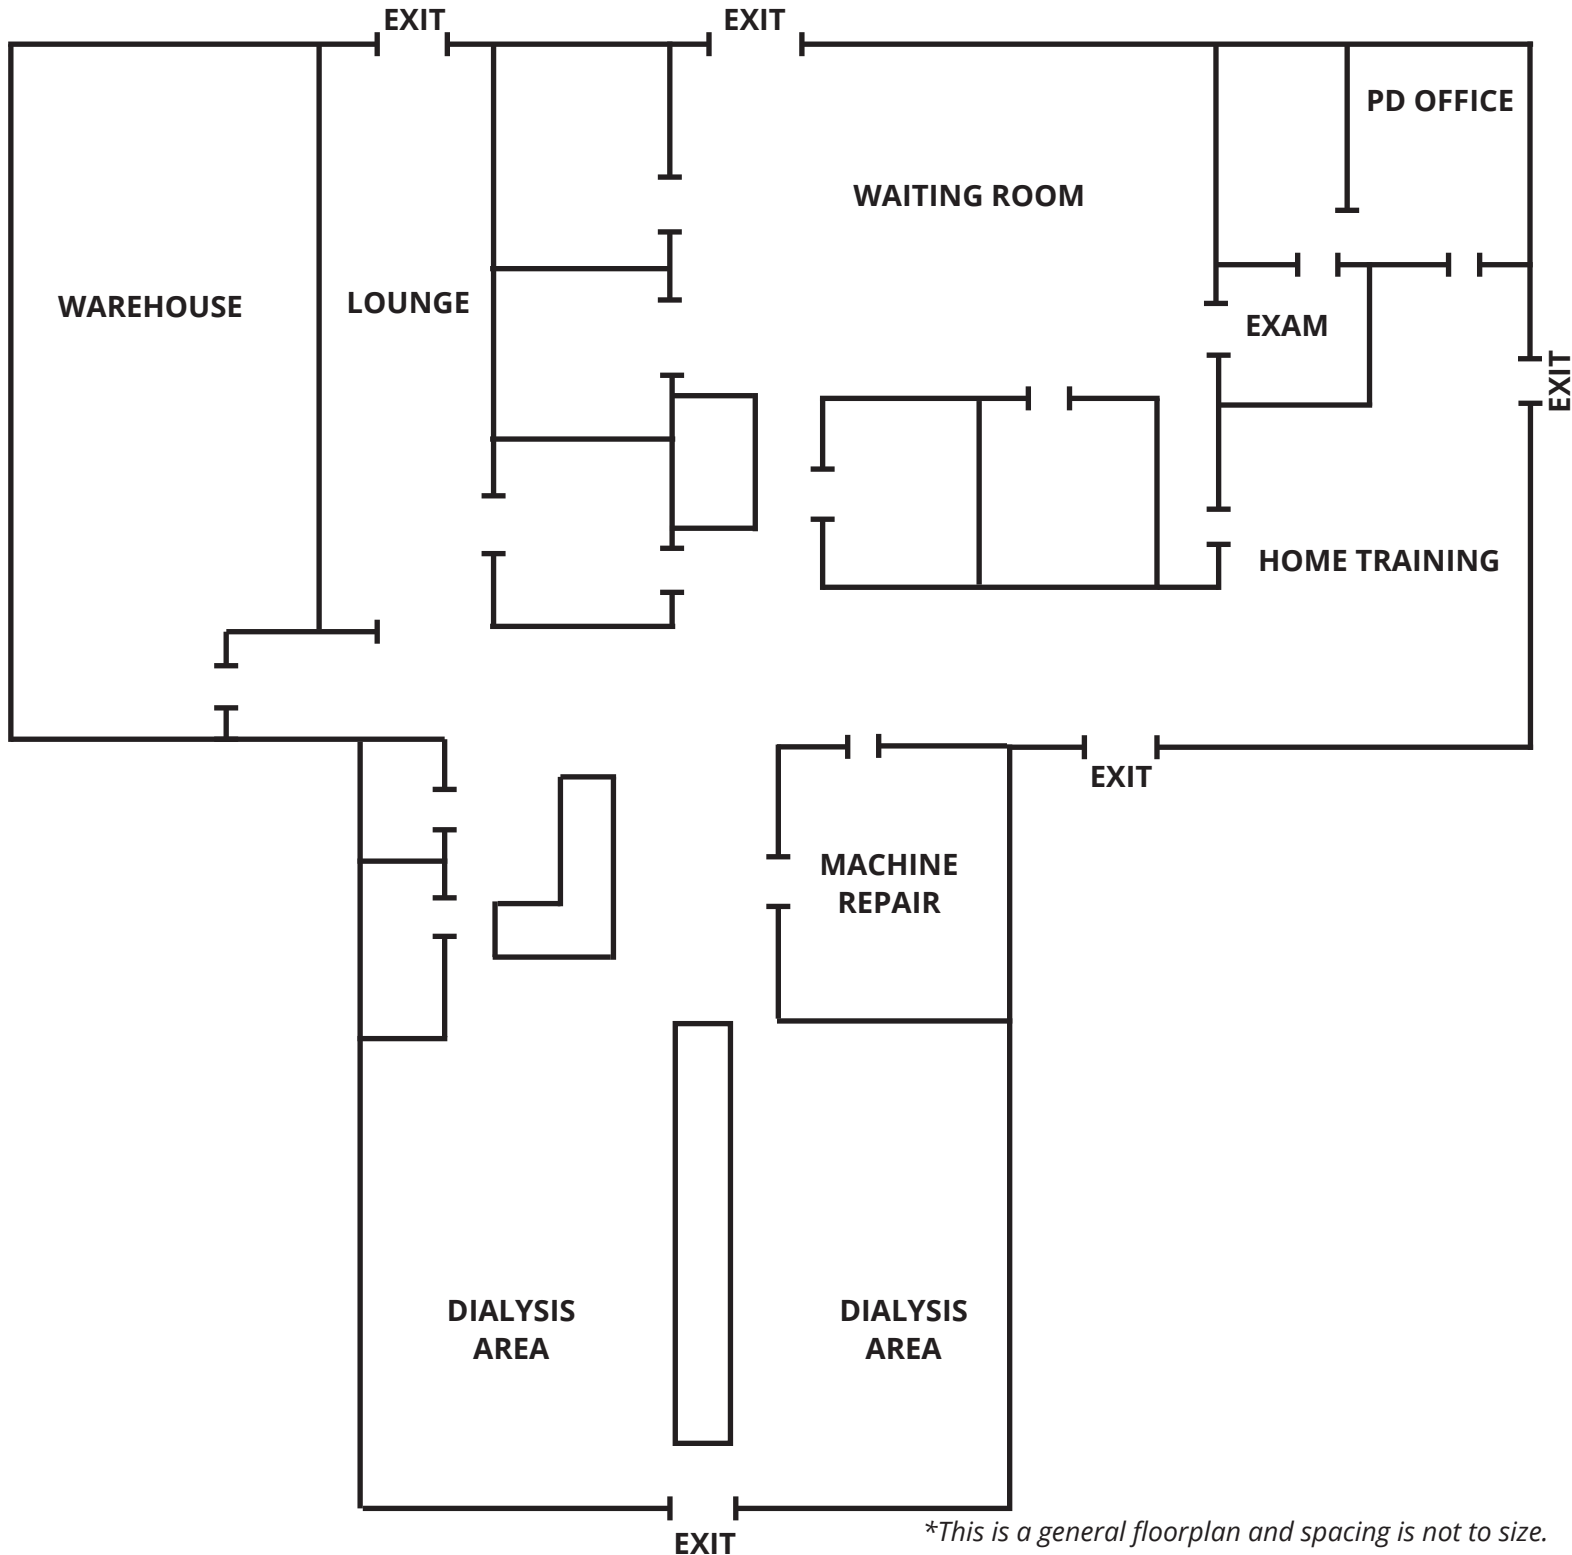 EXIT
EXIT
PD OFFICE
WAITING ROOM
WAREHOUSE
LOUNGE
EXAM
EXIT
HOME TRAINING
EXIT
MACHINE
REPAIR
DIALYSIS
AREA
DIALYSIS
AREA
EXIT
*This is a general floorplan and spacing is not to size.